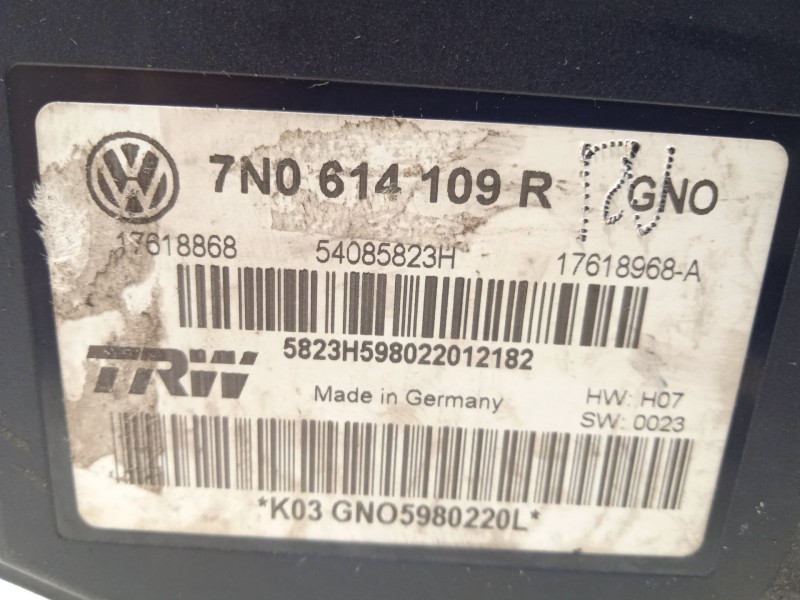 7N0 614 109 R GNO
17618868 54085823H 17618968-A
5823H598022012182
TRW
Made in Germany
HW: H07
SW: 0023
*K03 GNO5980220L*